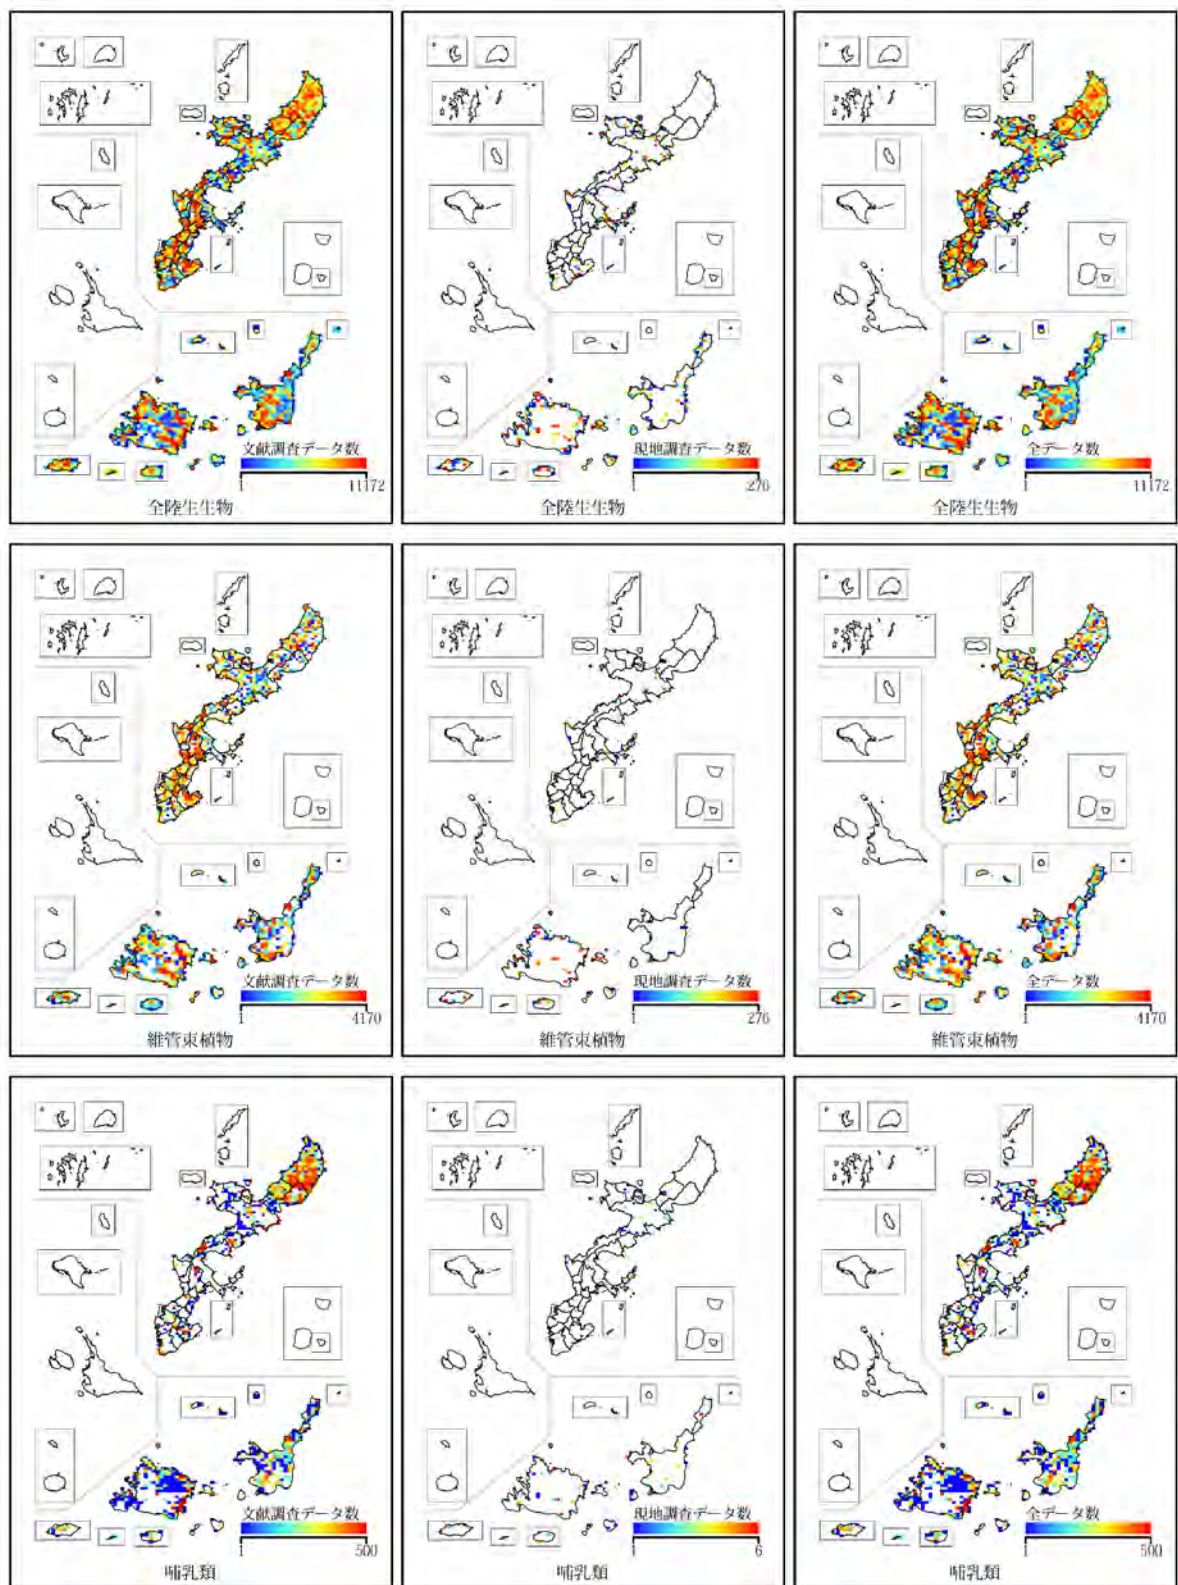 文献調査データ数
1 11172
全陸生生物
現地調査データ数
1 276
全陸生生物
全データ数
1 11172
全陸生生物
文献調査データ数
1 4170
維管束植物
現地調査データ数
1 276
維管束植物
全データ数
1 4170
維管束植物
文献調査データ数
1 500
哺乳類
現地調査データ数
1 6
哺乳類
全データ数
1 500
哺乳類